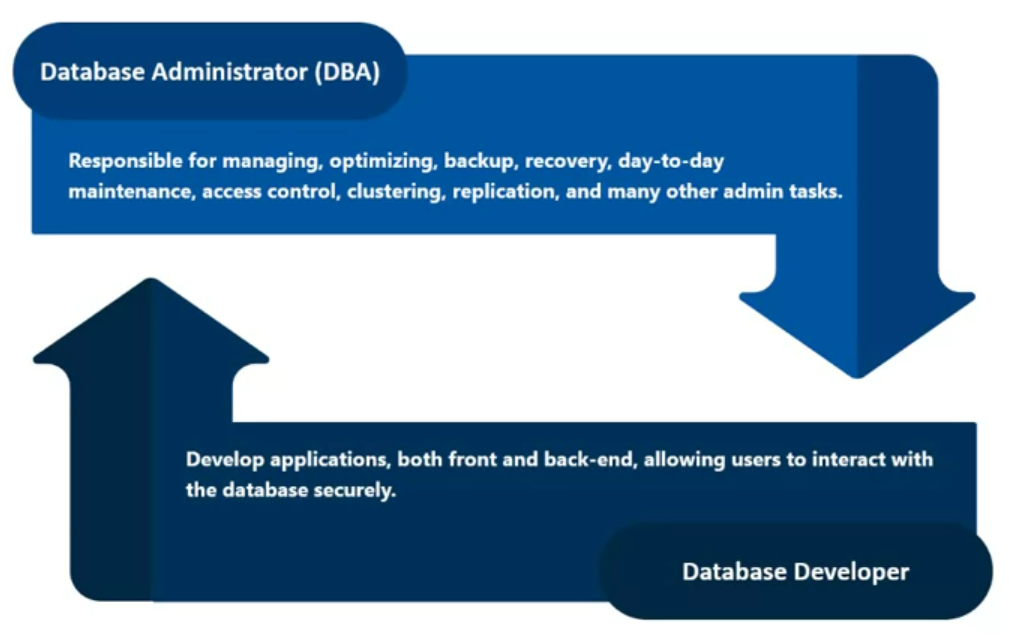 Database Administrator (DBA)
Responsible for managing, optimizing, backup, recovery, day-to-day
maintenance, access control, clustering, replication, and many other admin tasks.
Develop applications, both front and back-end, allowing users to interact with
the database securely.
Database Developer